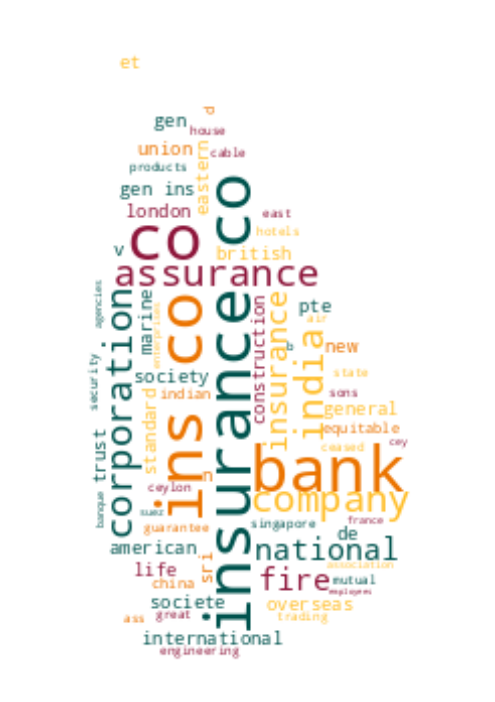 et
d
gen
house
union
cable
eastern
products
gen ins
london
east
hotels
v
co
british
co
assurance
agencies
corporation
marine
enterprises
ins co
insurance
construction
insurance
india
pte
air
b
new
society
state
security
indian
standard
sons
general
equitable
cey
ceased
trust
bank
n
ceylon
company
banque
suez
singapore
france
guarantee
de
american
national
association
sri
life
china
fire
mutual
employees
societe
overseas
great
ass
trading
international
engineering